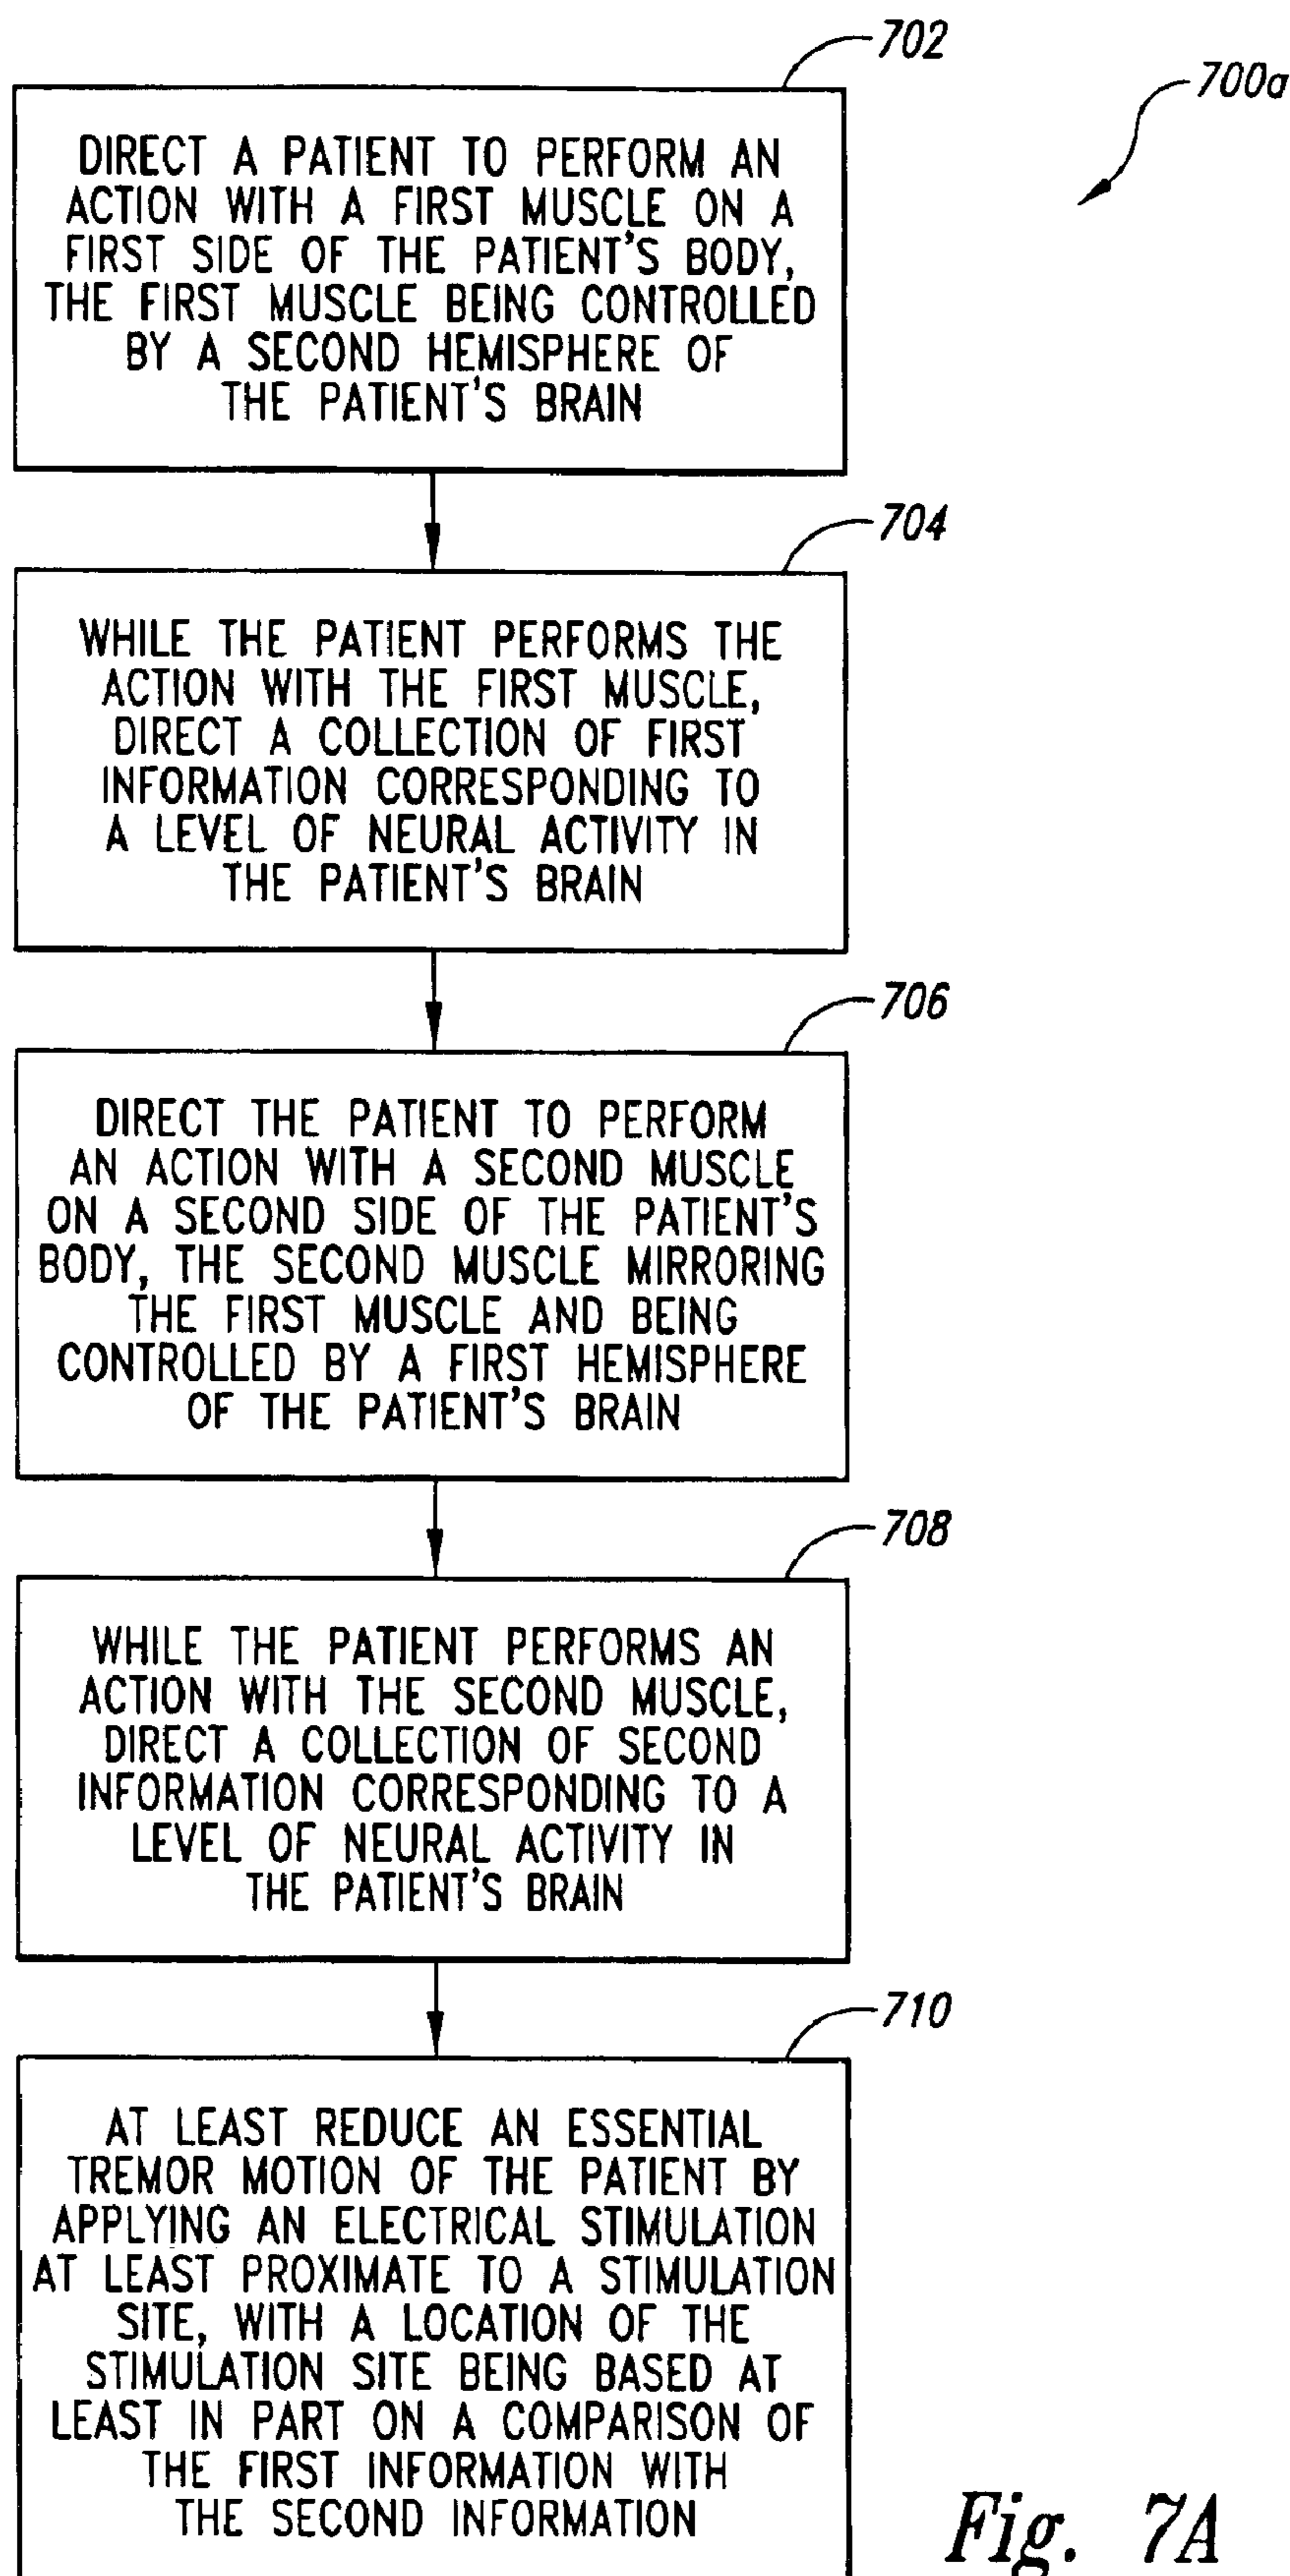 702
700a
DIRECT A PATIENT TO PERFORM AN
ACTION WITH A FIRST MUSCLE ON A
FIRST SIDE OF THE PATIENT'S BODY,
THE FIRST MUSCLE BEING CONTROLLED
BY A SECOND HEMISPHERE OF
THE PATIENT'S BRAIN
704
WHILE THE PATIENT PERFORMS THE
ACTION WITH THE FIRST MUSCLE,
DIRECT A COLLECTION OF FIRST
INFORMATION CORRESPONDING TO
A LEVEL OF NEURAL ACTIVITY IN
THE PATIENT'S BRAIN
706
DIRECT THE PATIENT TO PERFORM
AN ACTION WITH A SECOND MUSCLE
ON A SECOND SIDE OF THE PATIENT'S
BODY, THE SECOND MUSCLE MIRRORING
THE FIRST MUSCLE AND BEING
CONTROLLED BY A FIRST HEMISPHERE
OF THE PATIENT'S BRAIN
708
WHILE THE PATIENT PERFORMS AN
ACTION WITH THE SECOND MUSCLE,
DIRECT A COLLECTION OF SECOND
INFORMATION CORRESPONDING TO A
LEVEL OF NEURAL ACTIVITY IN
THE PATIENT'S BRAIN
710
AT LEAST REDUCE AN ESSENTIAL
TREMOR MOTION OF THE PATIENT BY
APPLYING AN ELECTRICAL STIMULATION
AT LEAST PROXIMATE TO A STIMULATION
SITE, WITH A LOCATION OF THE
STIMULATION SITE BEING BASED AT
LEAST IN PART ON A COMPARISON OF
THE FIRST INFORMATION WITH
THE SECOND INFORMATION
Fig. 7A